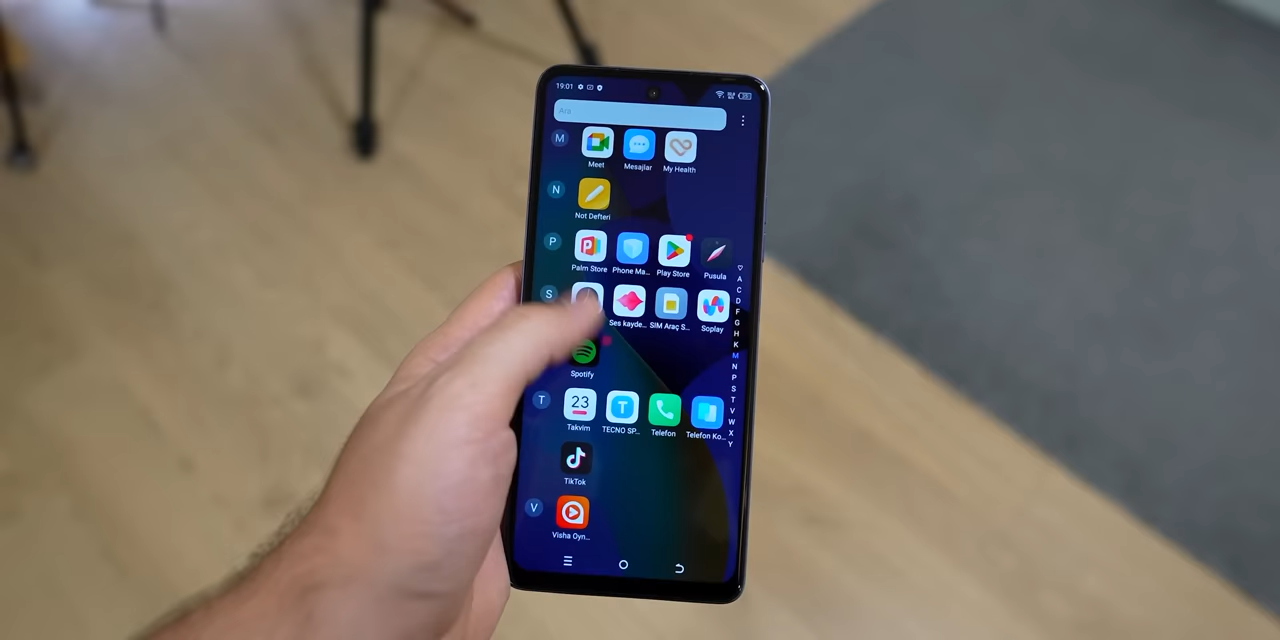 19:01
Ara
M
Meet
Mesajlar
My Health
N
Not Defteri
P
Palm Store
Phone Ma...
Play Store
Pusula
S
Ses kayde...
SIM Araç S...
Soplay
Spotify
T
23
Takvim
TECNO SP...
Telefon
Telefon Ko...
TikTok
V
Visha Oyn...
A
C
D
F
G
H
K
M
N
P
S
T
V
W
X
Y